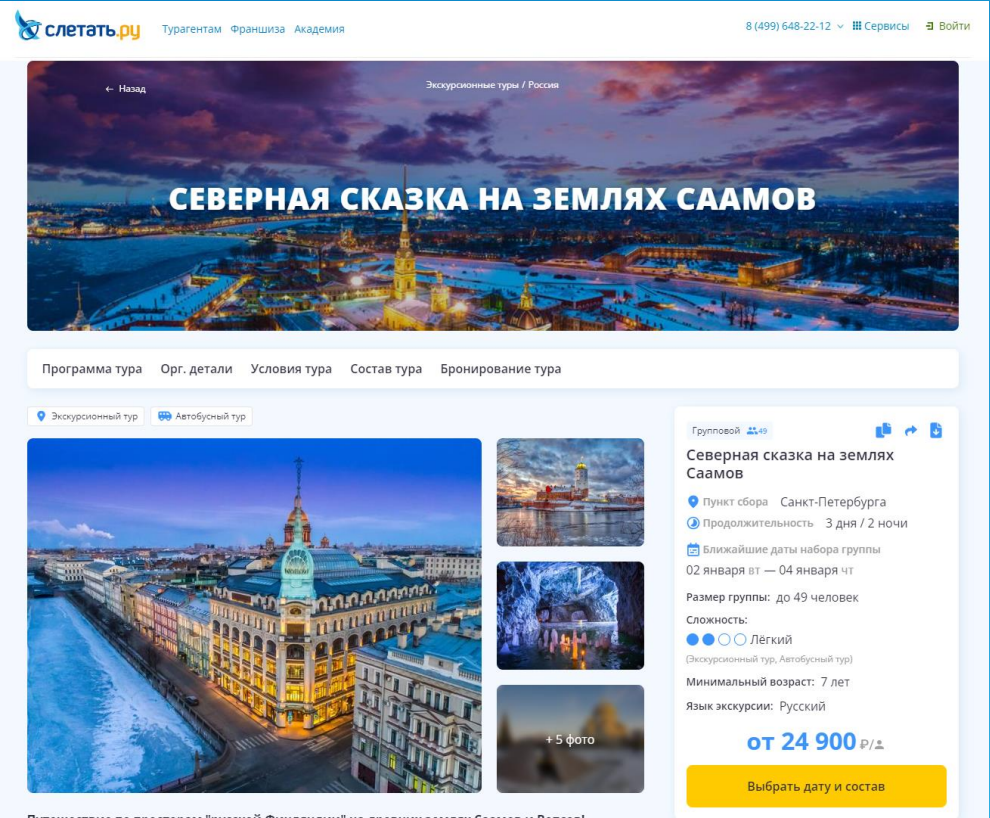 слетать.ру
Турагентам Франшиза Академия
8 (499) 648-22-12 Сервисы Войти
← Назад
Экскурсионные туры / Россия
СЕВЕРНАЯ СКАЗКА НА ЗЕМЛЯХ СААМОВ
Программа тура Орг. детали Условия тура Состав тура Бронирование тура
Экскурсионный тур Автобусный тур
+ 5 фото
Групповой 49
Северная сказка на землях
Саамов
Пункт сбора Санкт-Петербурга
Продолжительность 3 дня / 2 ночи
Ближайшие даты набора группы
02 января вт — 04 января чт
Размер группы: до 49 человек
Сложность:
Лёгкий
(Экскурсионный тур, Автобусный тур)
Минимальный возраст: 7 лет
Язык экскурсии: Русский
от 24 900 ₽/
Выбрать дату и состав